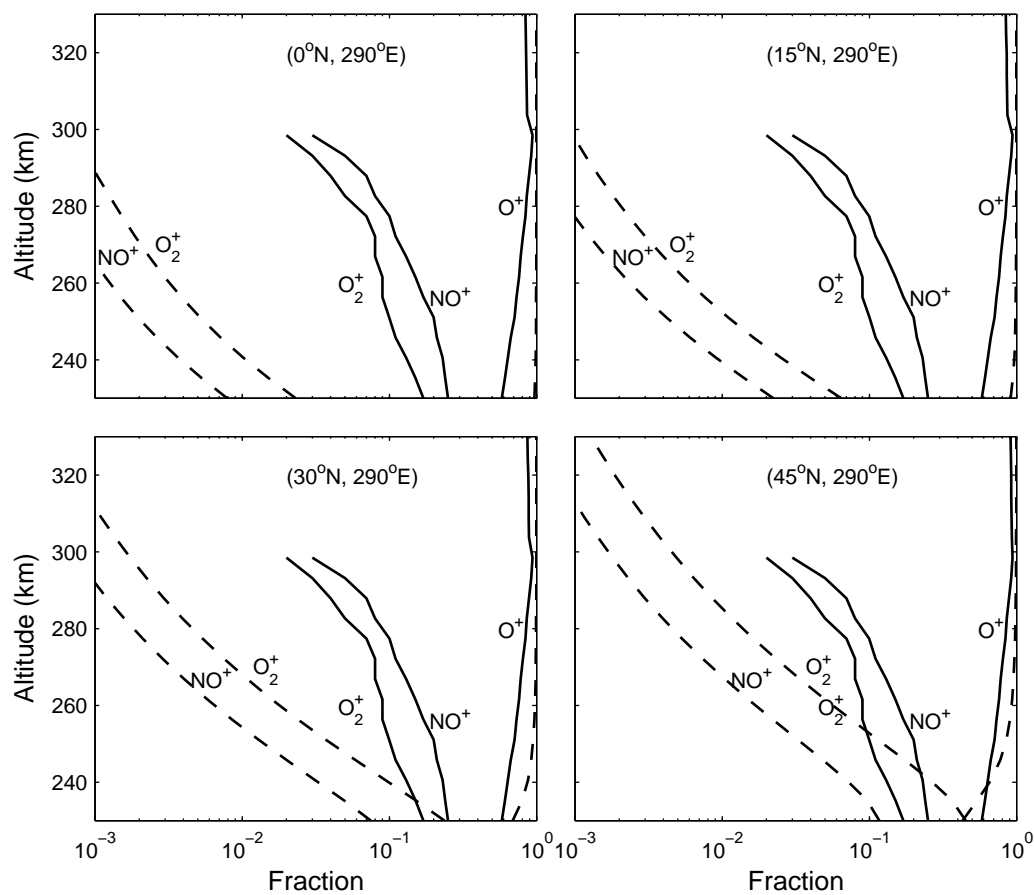 (0°N, 290°E)
(15°N, 290°E)
320
300
280
260
240
Altitude (km)
O⁺
NO⁺
O₂⁺
O₂⁺
NO⁺
O⁺
NO⁺
O₂⁺
O₂⁺
NO⁺
(30°N, 290°E)
(45°N, 290°E)
320
300
280
260
240
Altitude (km)
O⁺
NO⁺
O₂⁺
O₂⁺
NO⁺
O⁺
NO⁺
O₂⁺
O₂⁺
NO⁺
10⁻³
10⁻²
10⁻¹
10⁰
10⁻³
10⁻²
10⁻¹
10⁰
Fraction
Fraction